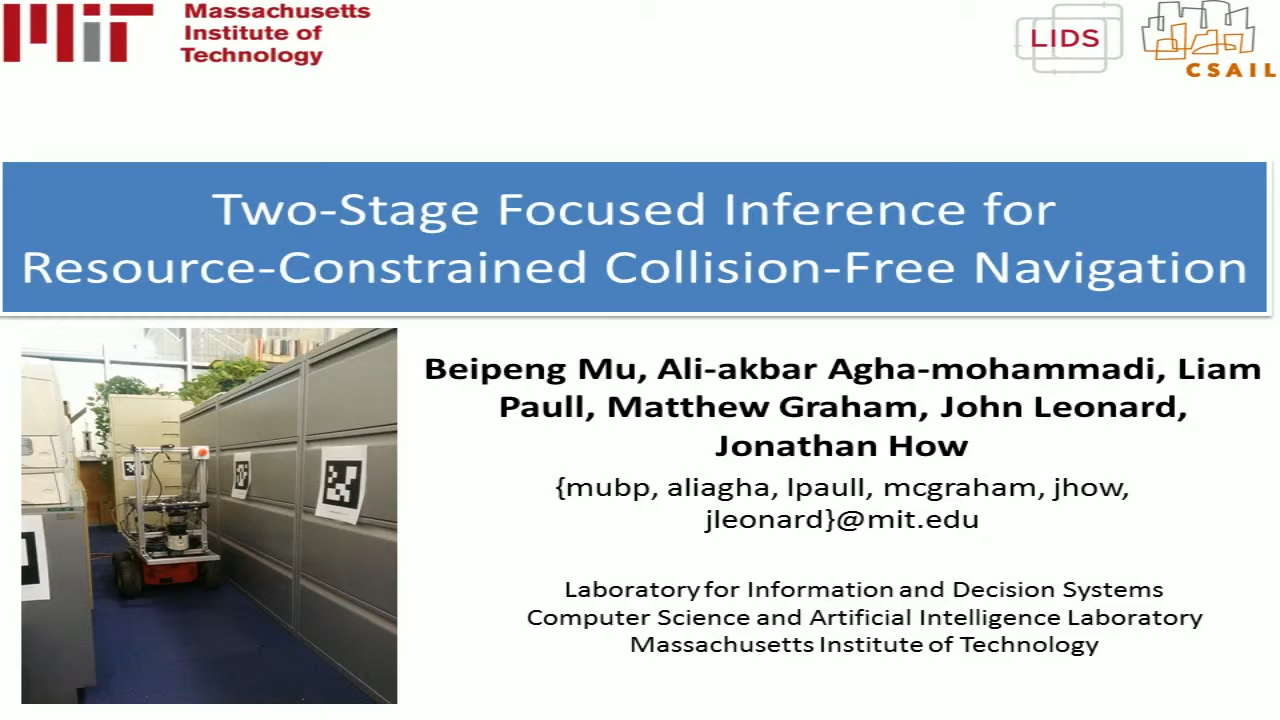 Massachusetts
Institute of
Technology
LIDS
CSAIL
Two-Stage Focused Inference for
Resource-Constrained Collision-Free Navigation
Beipeng Mu, Ali-akbar Agha-mohammadi, Liam
Paull, Matthew Graham, John Leonard,
Jonathan How
{mubp, aliagha, lpaull, mcgraham, jhow,
jleonard}@mit.edu
Laboratory for Information and Decision Systems
Computer Science and Artificial Intelligence Laboratory
Massachusetts Institute of Technology